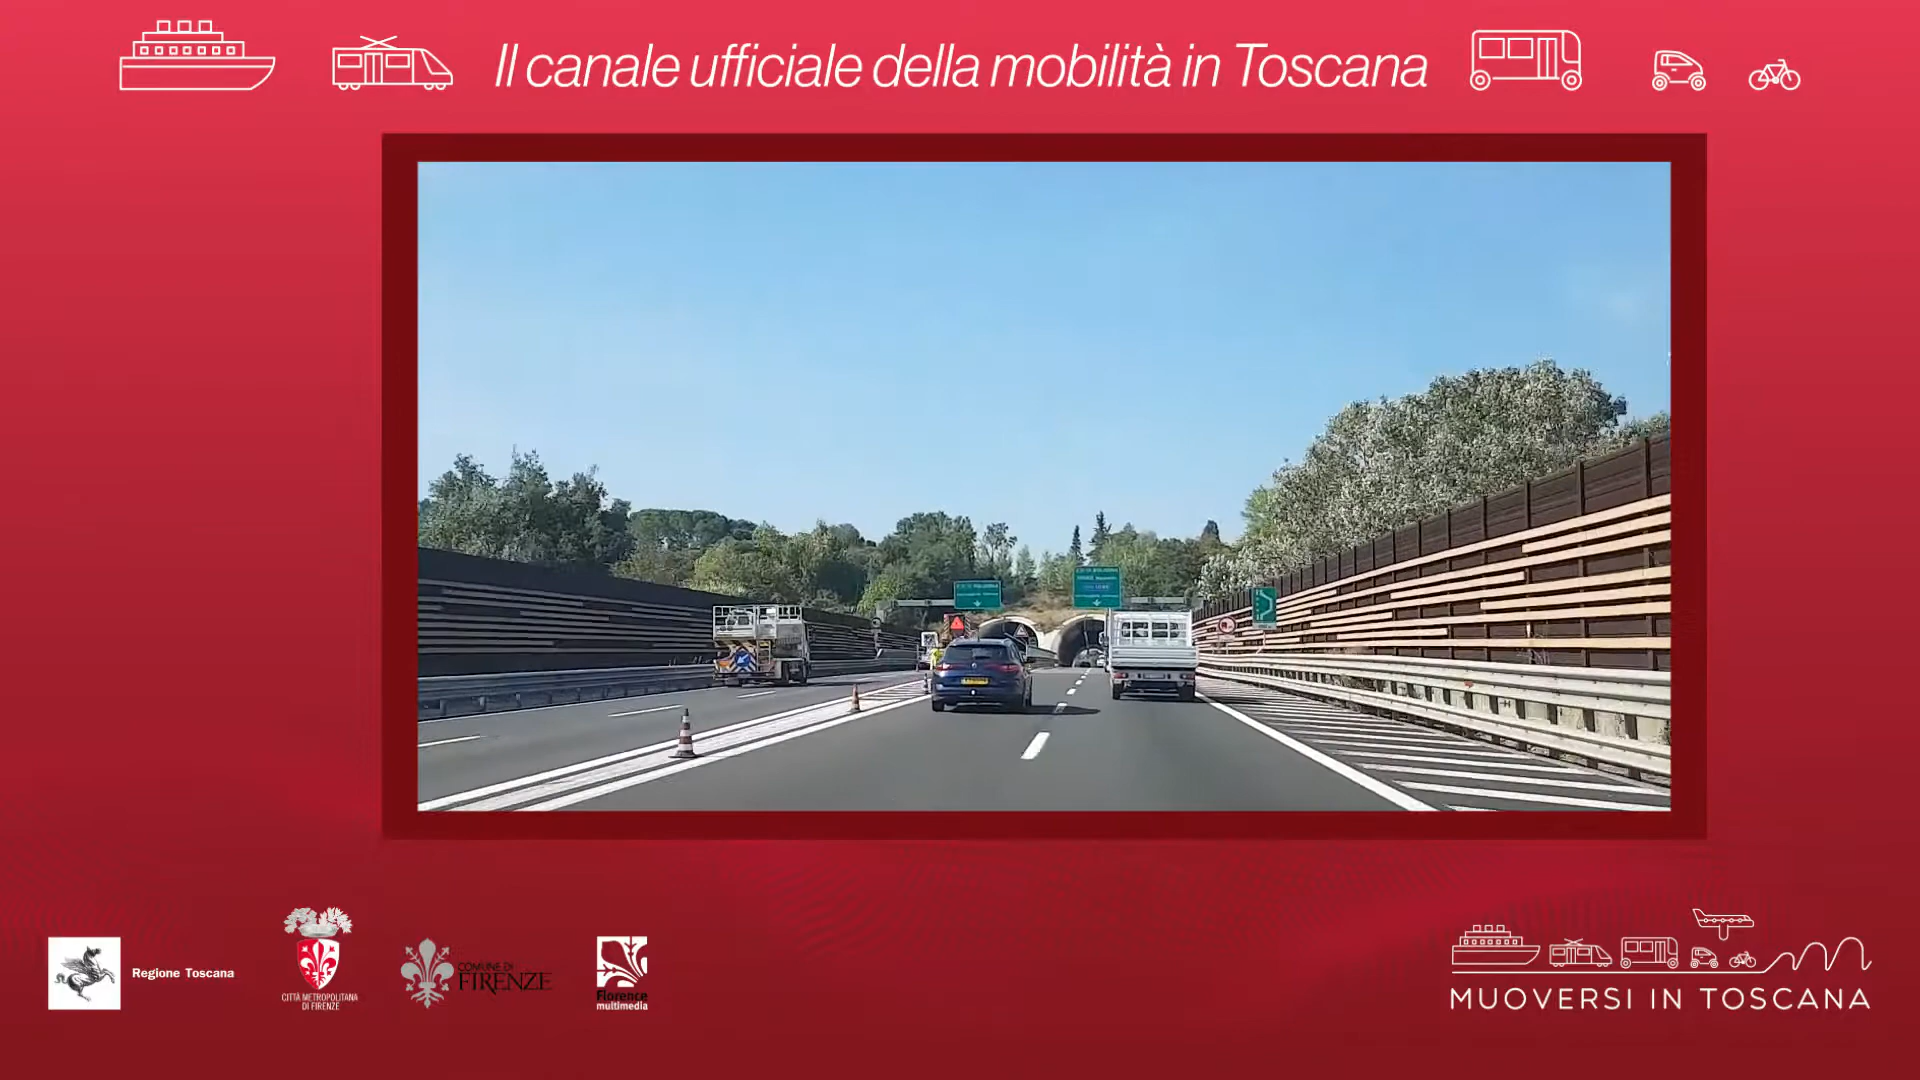 Il canale ufficiale della mobilità in Toscana
Regione Toscana
CITTÀ METROPOLITANA
DI FIRENZE
COMUNE DI
FIRENZE
Florence
multimedia
MUOVERSI IN TOSCANA